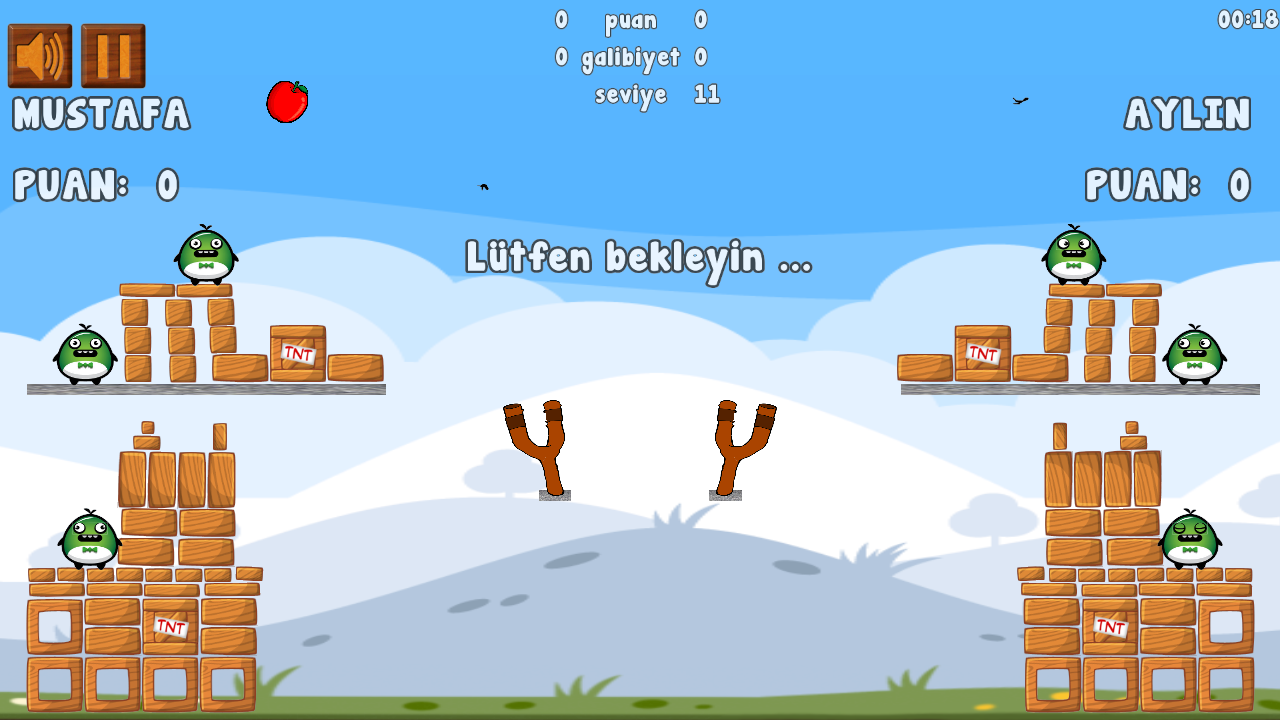 0 puan 0
00:18
0 galibiyet 0
seviye 11
MUSTAFA
AYLIN
PUAN: 0
PUAN: 0
Lütfen bekleyin ...
TNT
TNT
TNT
TNT